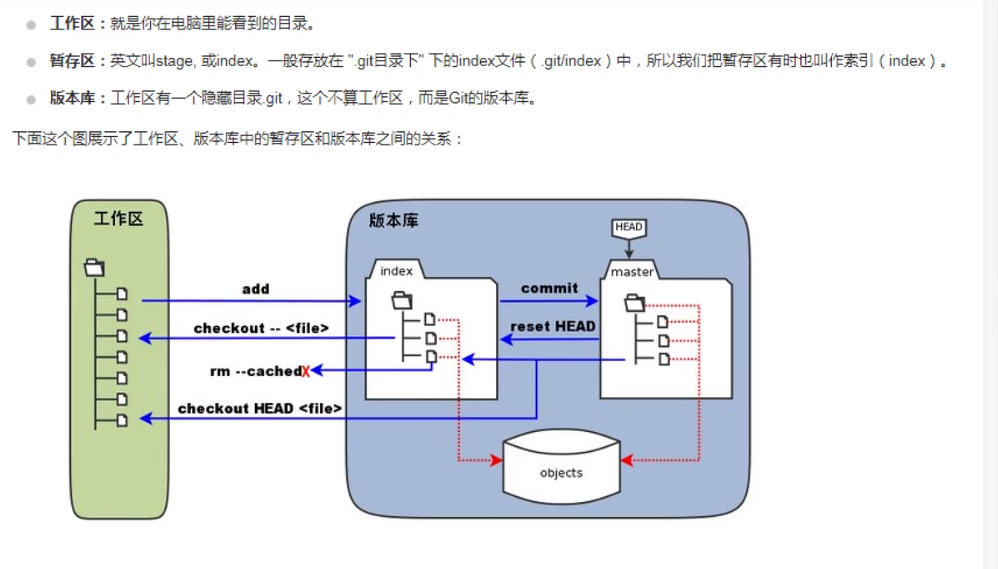 工作区：就是你在电脑里能看到的目录。
暂存区：英文叫stage, 或index。一般存放在 ".git目录下" 下的index文件（.git/index）中，所以我们把暂存区有时也叫作索引（index）。
版本库：工作区有一个隐藏目录.git，这个不算工作区，而是Git的版本库。
下面这个图展示了工作区、版本库中的暂存区和版本库之间的关系：
工作区
版本库
HEAD
index
master
add
commit
checkout -- <file>
reset HEAD
rm --cached
X
checkout HEAD <file>
objects